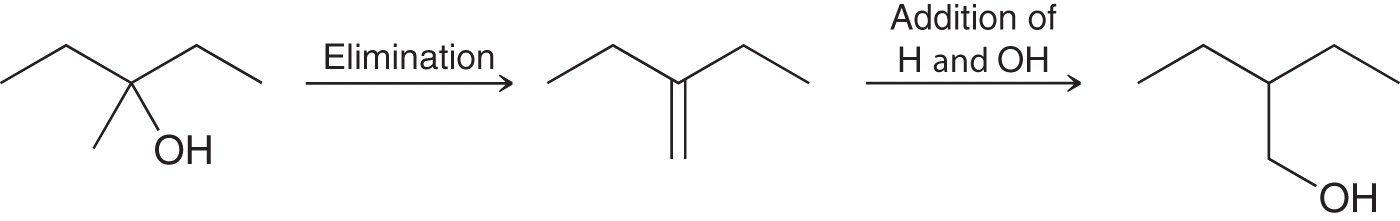 OH
Elimination
Addition of
H and OH
OH